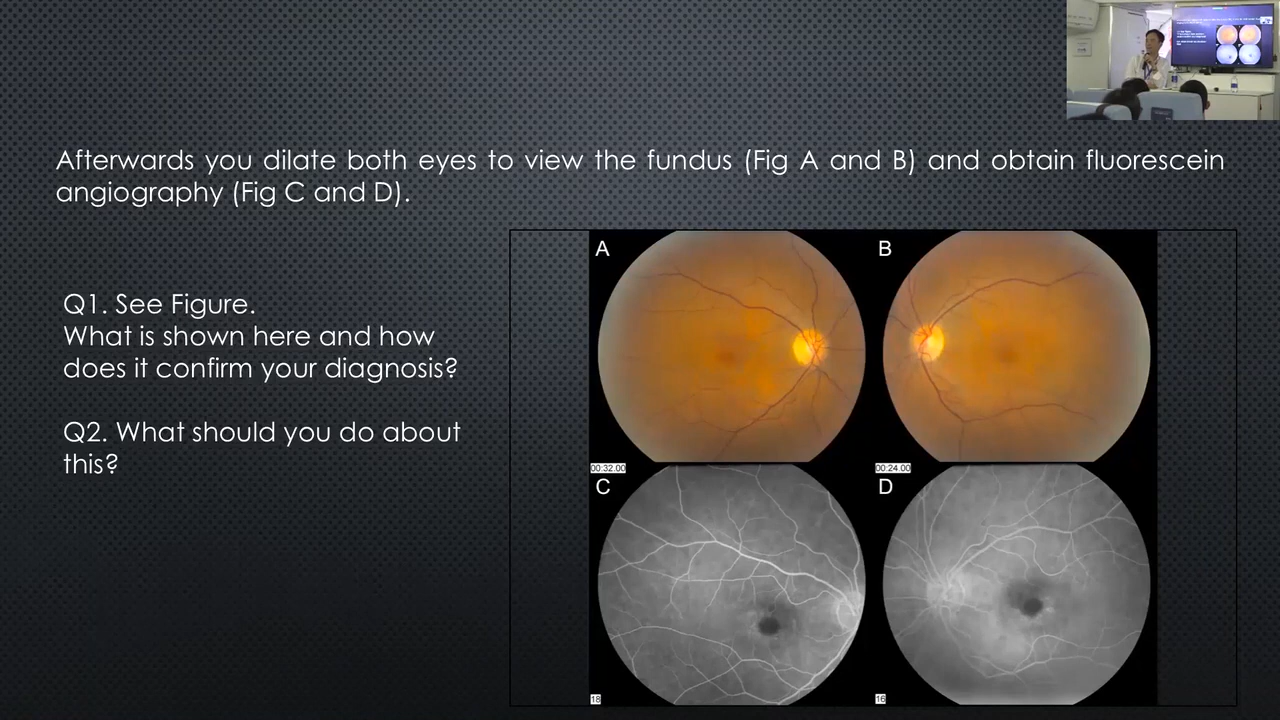 Afterwards you dilate both eyes to view the fundus (Fig A and B) and obtain fluorescein
angiography (Fig C and D).
Q1. See Figure.
What is shown here and how
does it confirm your diagnosis?
Q2. What should you do about
this?
A
B
00:32.00
00:24.00
C
D
18
16